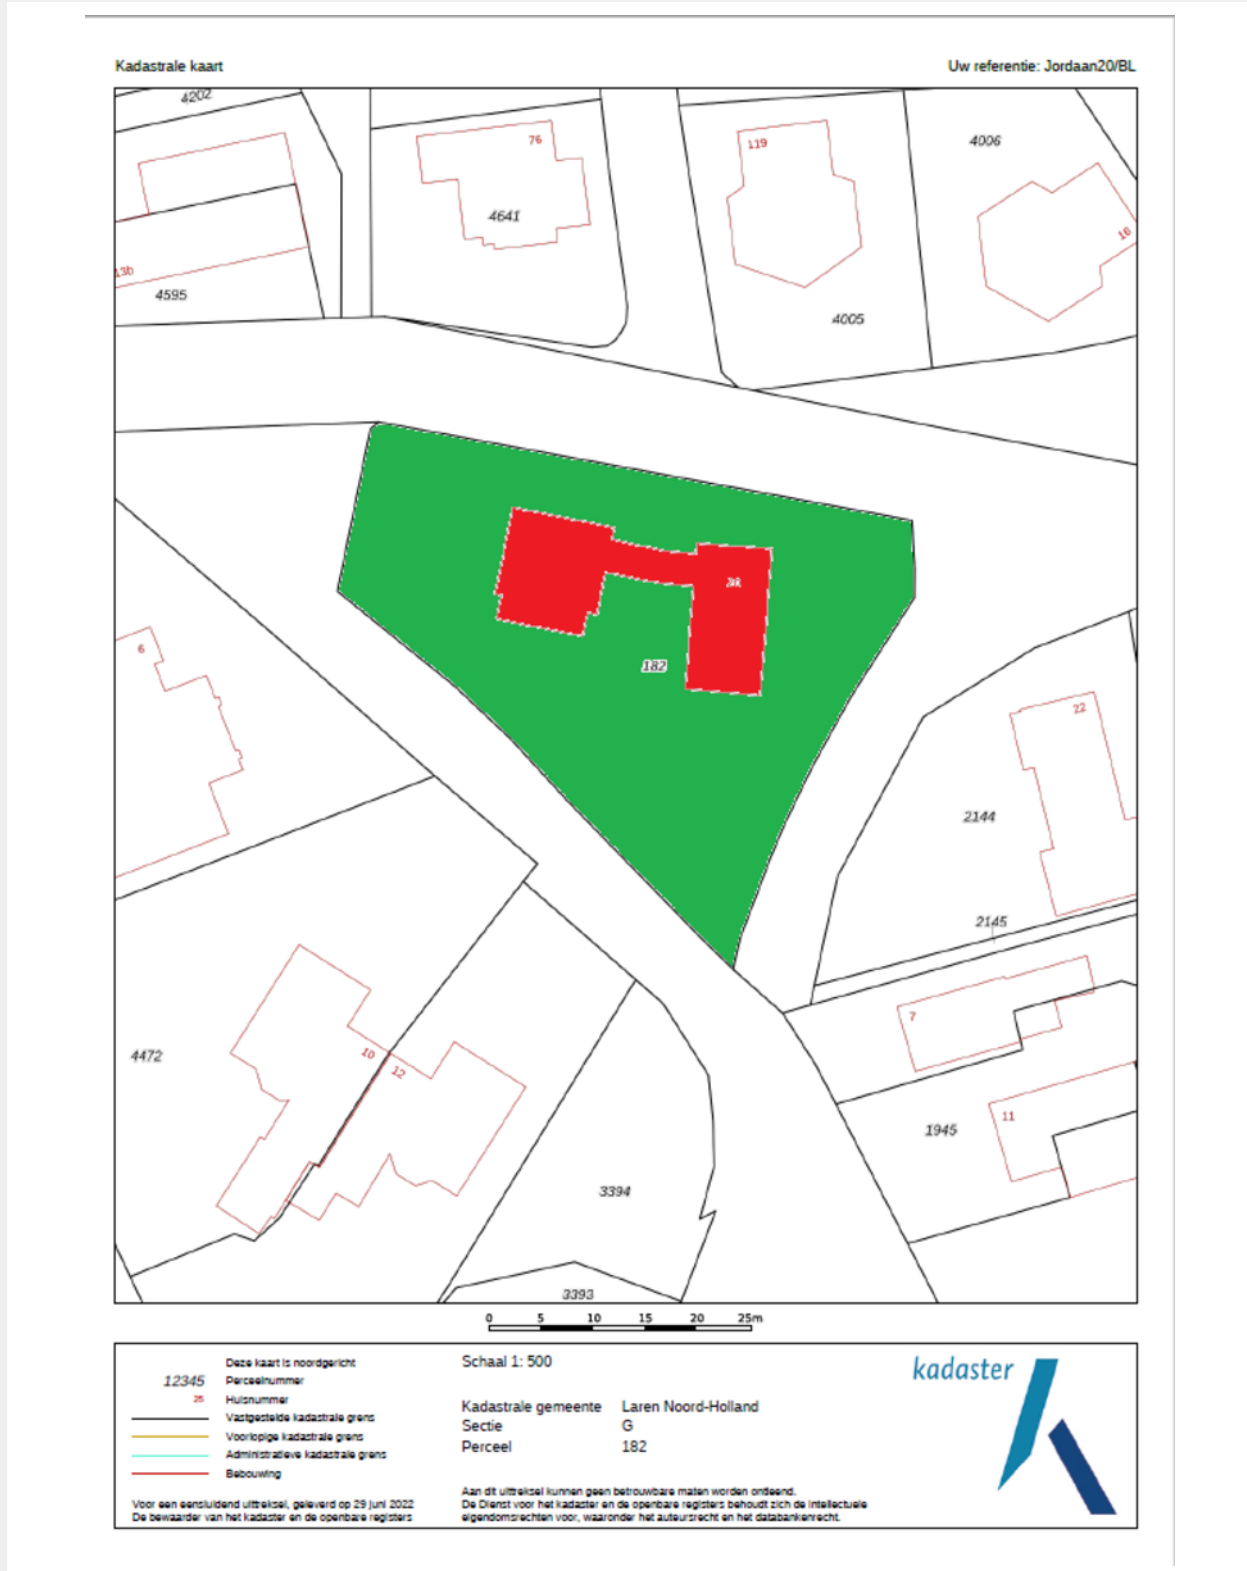 Kadastrale kaart
Uw referentie: Jordaan20/BL
4202
76
119
4006
4641
16
13b
4595
4005
182
6
22
2144
2145
7
4472
10
12
11
1945
3394
3393
0 5 10 15 20 25m
Deze kaart is noordgericht
12345 Perceelnummer
25 Huisnummer
Vastgestelde kadastrale grens
Voorlopige kadastrale grens
Administratieve kadastrale grens
Bebouwing
Voor een eensluidend uittreksel, geleverd op 29 juni 2022
De bewaarder van het kadaster en de openbare registers
Schaal 1: 500
Kadastrale gemeente Laren Noord-Holland
Sectie G
Perceel 182
Aan dit uittreksel kunnen geen betrouwbare maten worden ontleend.
De Dienst voor het kadaster en de openbare registers behoudt zich de intellectuele
eigendomsrechten voor, waaronder het auteursrecht en het databankenrecht.
kadaster